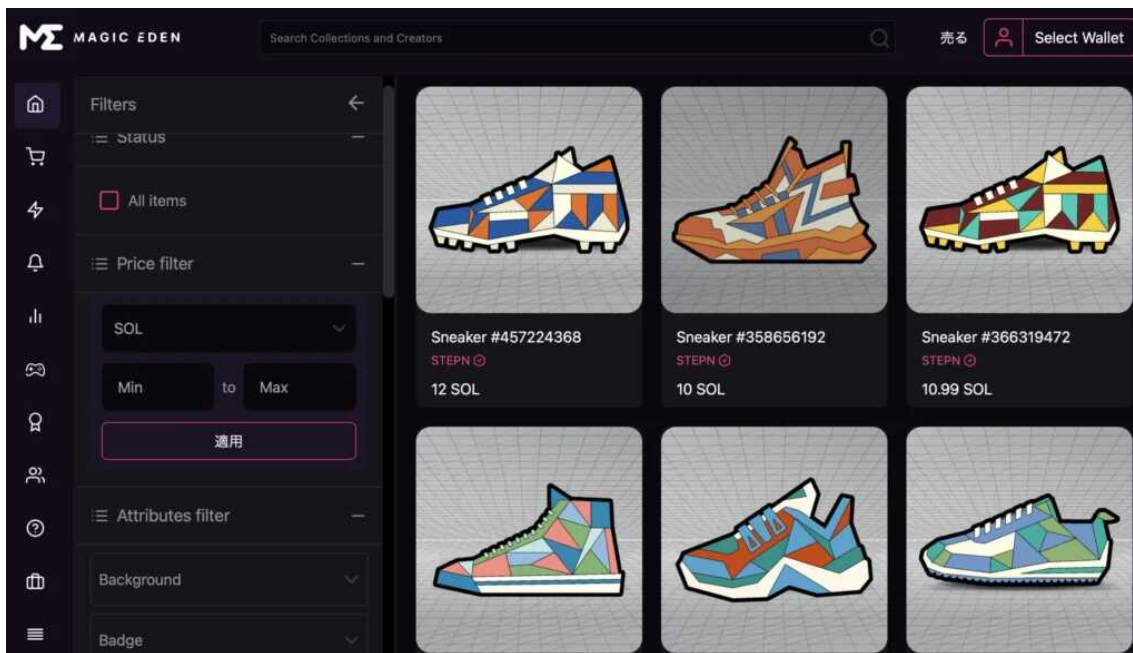 MAGIC EDEN
Search Collections and Creators
売る
Select Wallet
Filters
Status
All items
Price filter
SOL
Min to Max
適用
Attributes filter
Background
Badge
Sneaker #457224368
STEPN
12 SOL
Sneaker #358656192
STEPN
10 SOL
Sneaker #366319472
STEPN
10.99 SOL